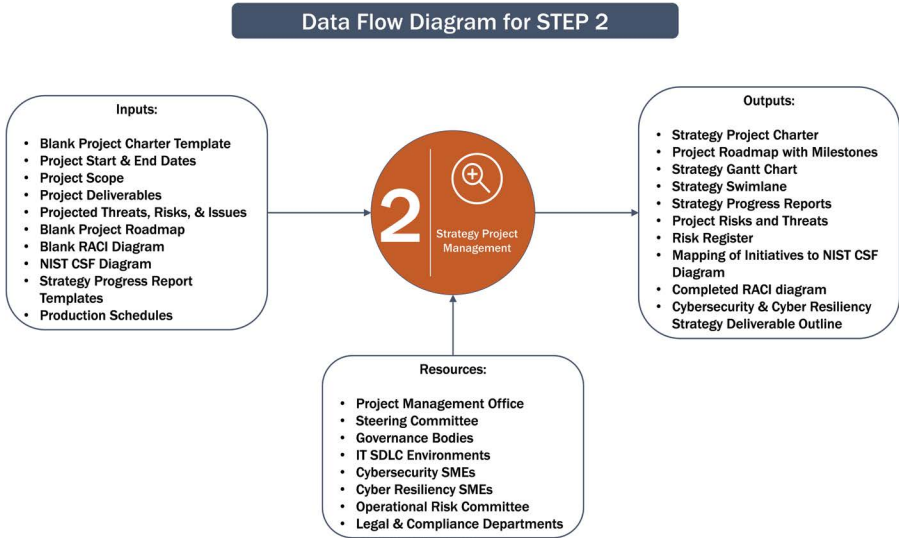 Data Flow Diagram for STEP 2
Inputs:
• Blank Project Charter Template
• Project Start & End Dates
• Project Scope
• Project Deliverables
• Projected Threats, Risks, & Issues
• Blank Project Roadmap
• Blank RACI Diagram
• NIST CSF Diagram
• Strategy Progress Report
Templates
• Production Schedules
2
Strategy Project
Management
Outputs:
• Strategy Project Charter
• Project Roadmap with Milestones
• Strategy Gantt Chart
• Strategy Swimlane
• Strategy Progress Reports
• Project Risks and Threats
• Risk Register
• Mapping of Initiatives to NIST CSF
Diagram
• Completed RACI diagram
• Cybersecurity & Cyber Resiliency
Strategy Deliverable Outline
Resources:
• Project Management Office
• Steering Committee
• Governance Bodies
• IT SDLC Environments
• Cybersecurity SMEs
• Cyber Resiliency SMEs
• Operational Risk Committee
• Legal & Compliance Departments